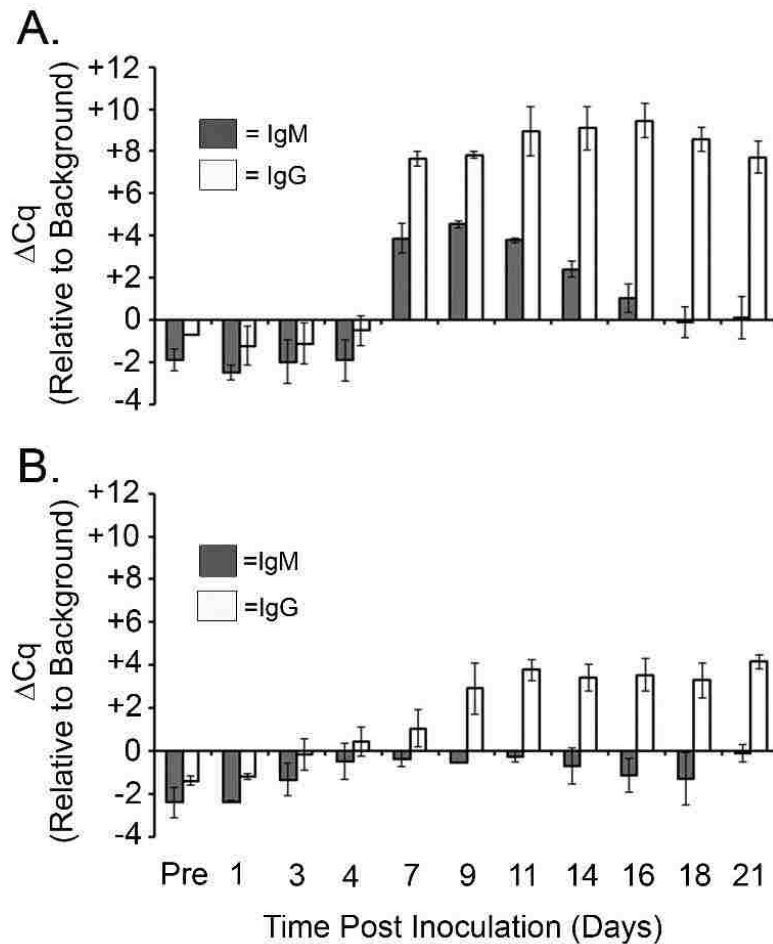 A.
ΔCq
(Relative to Background)
+12
+10
+8
+6
+4
+2
0
-2
-4
= IgM
= IgG
B.
ΔCq
(Relative to Background)
+12
+10
+8
+6
+4
+2
0
-2
-4
=IgM
=IgG
Pre 1 3 4 7 9 11 14 16 18 21
Time Post Inoculation (Days)